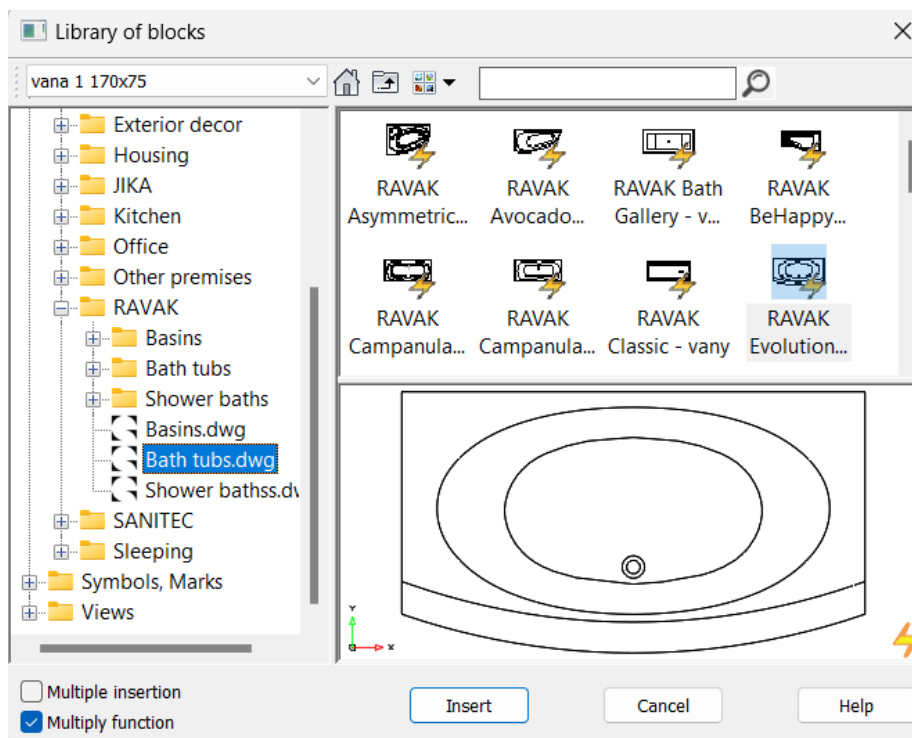 Library of blocks
vana 1 170x75
Exterior decor
Housing
JIKA
Kitchen
Office
Other premises
RAVAK
Basins
Bath tubs
Shower baths
Basins.dwg
Bath tubs.dwg
Shower bathss.dv
SANITEC
Sleeping
Symbols, Marks
Views
RAVAK
Asymmetric...
RAVAK
Avocado...
RAVAK Bath
Gallery - v...
RAVAK
BeHappy...
RAVAK
Campanula...
RAVAK
Campanula...
RAVAK
Classic - vany
RAVAK
Evolution...
Y
X
Multiple insertion
Multiply function
Insert
Cancel
Help